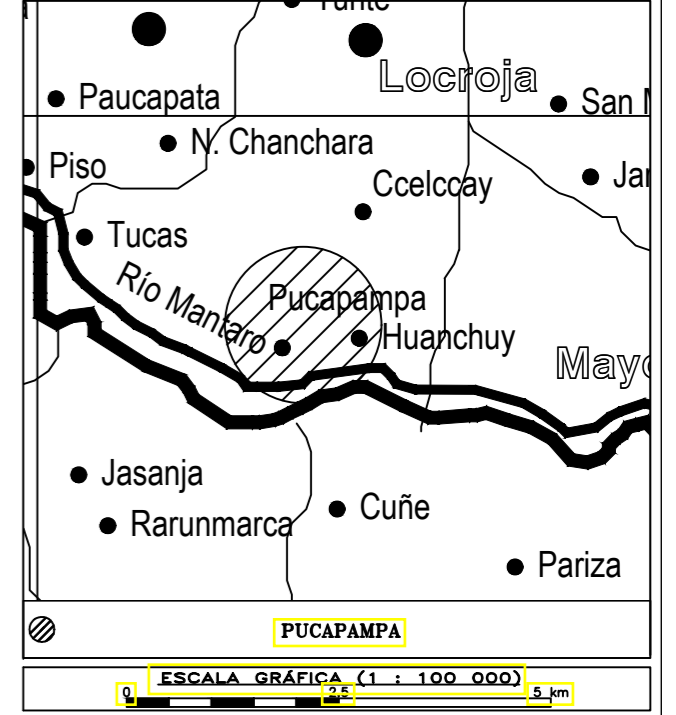 Locroja
Paucapata
N. Chanchara
Piso
Ccelccay
Tucas
Río Mantaro
Pucapampa
Huanchuy
Jasanja
Rarunmarca
Cuñe
Pariza
PUCAPAMPA
ESCALA GRÁFICA (1 : 100 000)
0 2,5 5 km